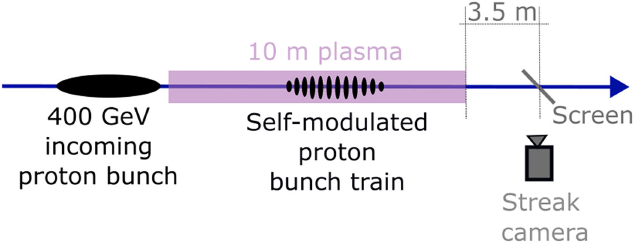 3.5 m
10 m plasma
400 GeV
incoming
proton bunch
Self-modulated
proton
bunch train
Screen
Streak
camera